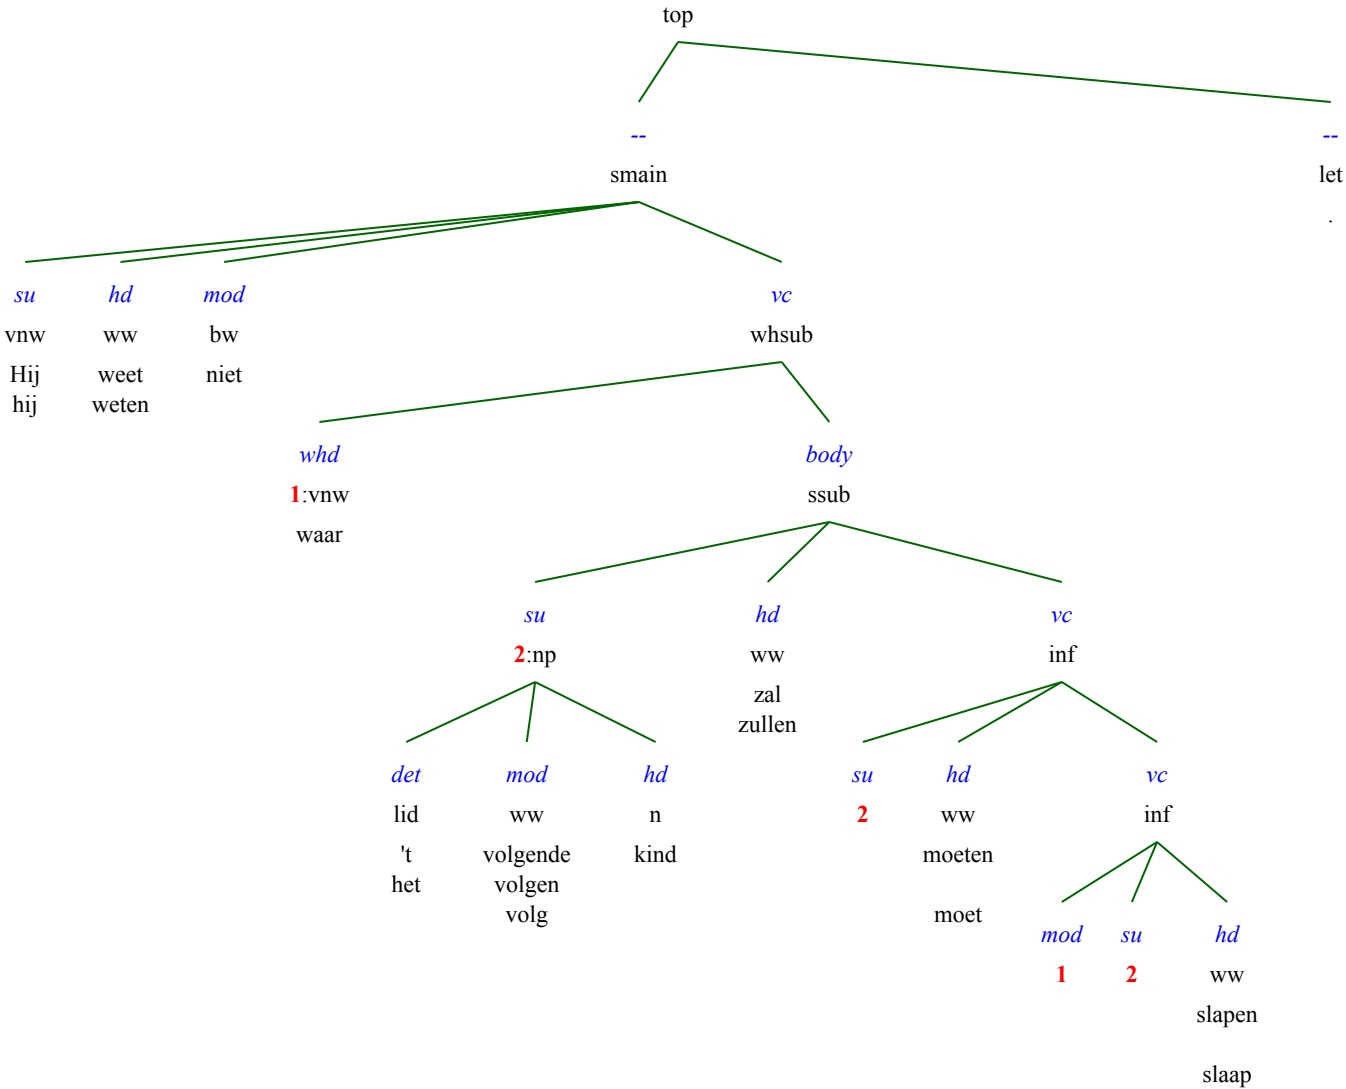 top
-- --
smain let
.
su hd mod vc
vnw ww bw whsub
Hij weet niet
hij weten
whd body
1:vnw ssub
waar
su hd vc
2:np ww inf
zal
zullen
det mod hd su hd vc
lid ww n 2 ww inf
't volgende kind moeten
het volgen
volg moet
mod su hd
1 2 ww
slapen
slaap